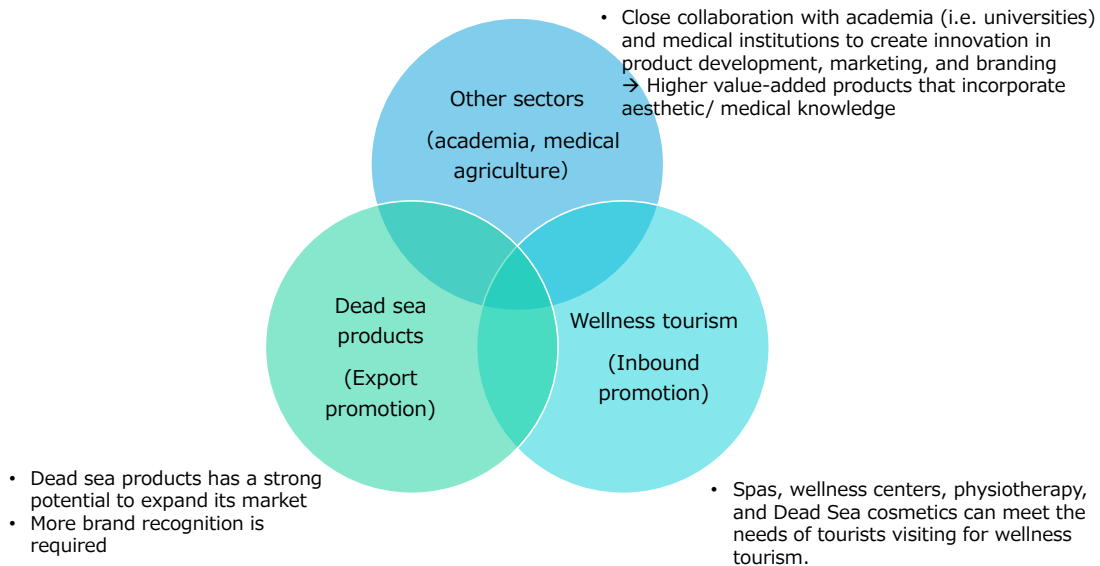 • Close collaboration with academia (i.e. universities)
and medical institutions to create innovation in
product development, marketing, and branding
→ Higher value-added products that incorporate
aesthetic/ medical knowledge
Other sectors
（academia, medical
agriculture）
Dead sea
products
(Export
promotion)
Wellness tourism
(Inbound
promotion)
• Dead sea products has a strong
potential to expand its market
• More brand recognition is
required
• Spas, wellness centers, physiotherapy,
and Dead Sea cosmetics can meet the
needs of tourists visiting for wellness
tourism.